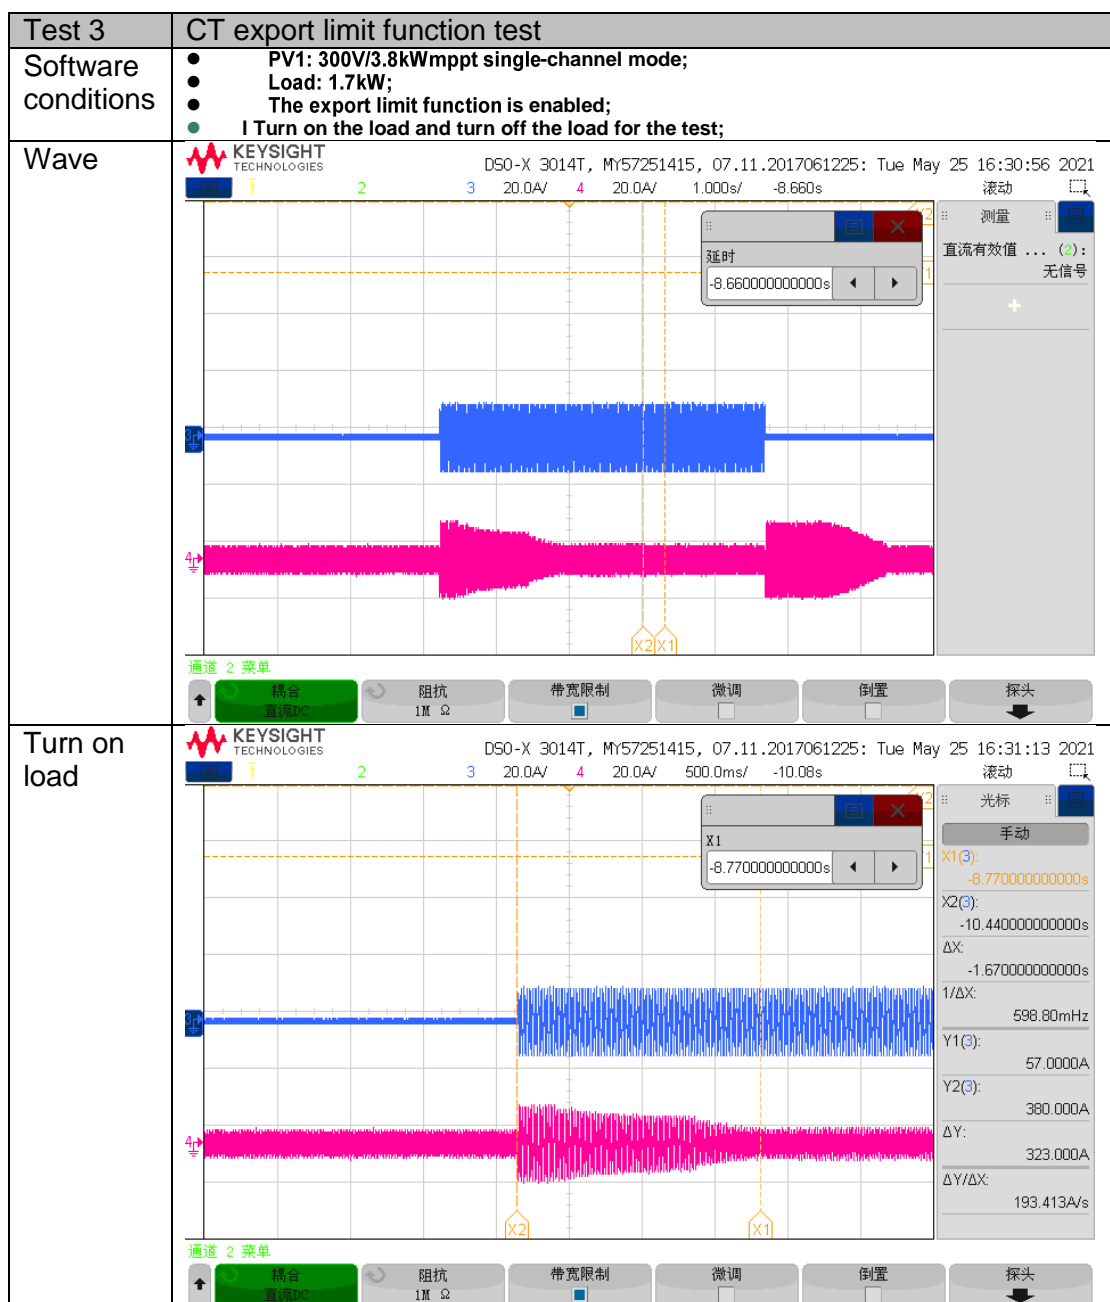 Test 3
CT export limit function test
Software conditions
● PV1: 300V/3.8kWmppt single-channel mode;
● Load: 1.7kW;
● The export limit function is enabled;
● l Turn on the load and turn off the load for the test;
Wave
KEYSIGHT
TECHNOLOGIES
DSO-X 3014T, MY57251415, 07.11.2017061225: Tue May 25 16:30:56 2021
1 2 3 20.0A/ 4 20.0A/ 1.000s/ -8.660s 滚动
延时
-8.660000000000s
测量
直流有效值 ... (2):
无信号
X2 X1
通道 2 菜单
耦合
直流DC
阻抗
1M Ω
带宽限制
微调
倒置
探头
Turn on load
KEYSIGHT
TECHNOLOGIES
DSO-X 3014T, MY57251415, 07.11.2017061225: Tue May 25 16:31:13 2021
1 2 3 20.0A/ 4 20.0A/ 500.0ms/ -10.08s 滚动
X1
-8.770000000000s
光标
手动
X1(3):
-8.770000000000s
X2(3):
-10.440000000000s
ΔX:
-1.670000000000s
1/ΔX:
598.80mHz
Y1(3):
57.0000A
Y2(3):
380.000A
ΔY:
323.000A
ΔY/ΔX:
193.413A/s
X2 X1
通道 2 菜单
耦合
直流DC
阻抗
1M Ω
带宽限制
微调
倒置
探头